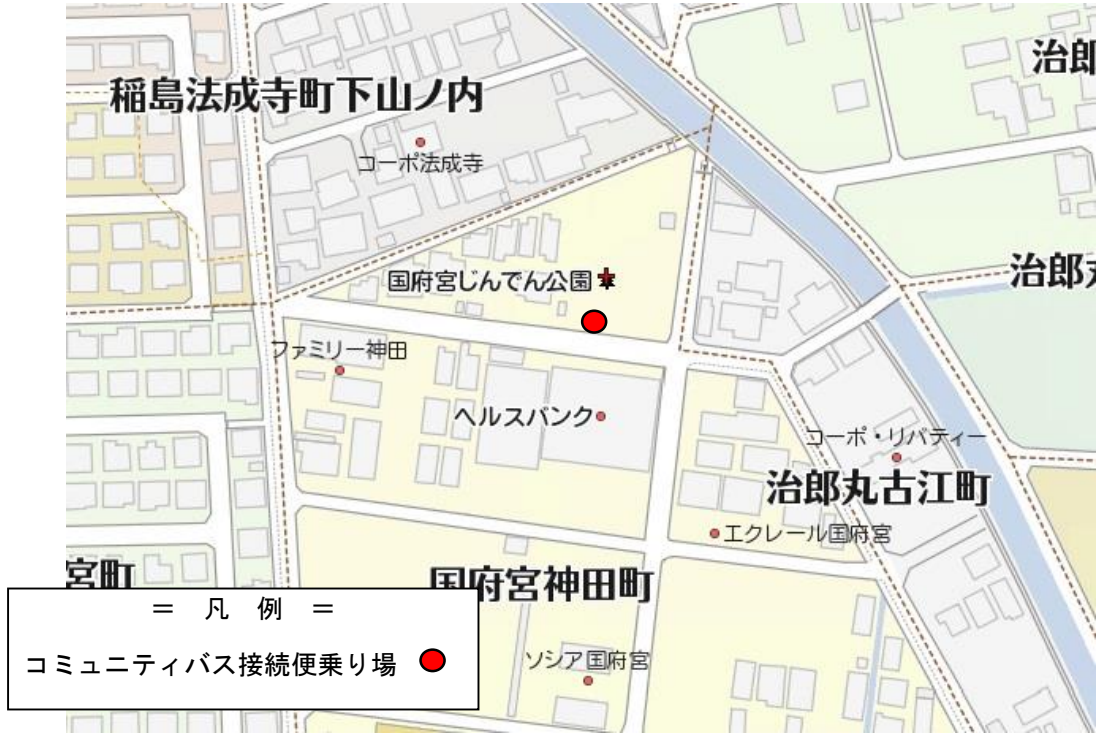 治郎
稲島法成寺町下山ノ内
コーポ法成寺
治郎丸
国府宮じんでん公園
ファミリー神田
ヘルスバンク
コーポ・リバティー
治郎丸古江町
エクレール国府宮
宮町
国府宮神田町
＝ 凡 例 ＝
コミュニティバス接続便乗り場
ソシア国府宮